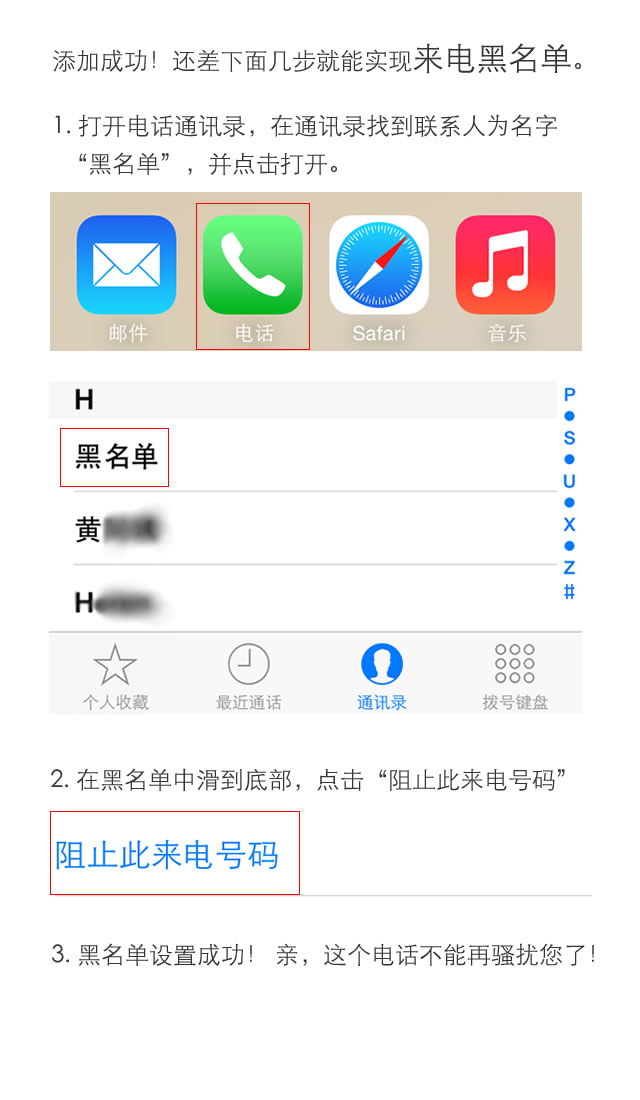 添加成功！还差下面几步就能实现来电黑名单。
1. 打开电话通讯录，在通讯录找到联系人为名字
“黑名单”，并点击打开。
邮件 电话 Safari 音乐
H
P
黑名单
S
U
黄
X
Z
H
#
个人收藏 最近通话 通讯录 拨号键盘
2. 在黑名单中滑到底部，点击“阻止此来电号码”
阻止此来电号码
3. 黑名单设置成功！ 亲，这个电话不能再骚扰您了！